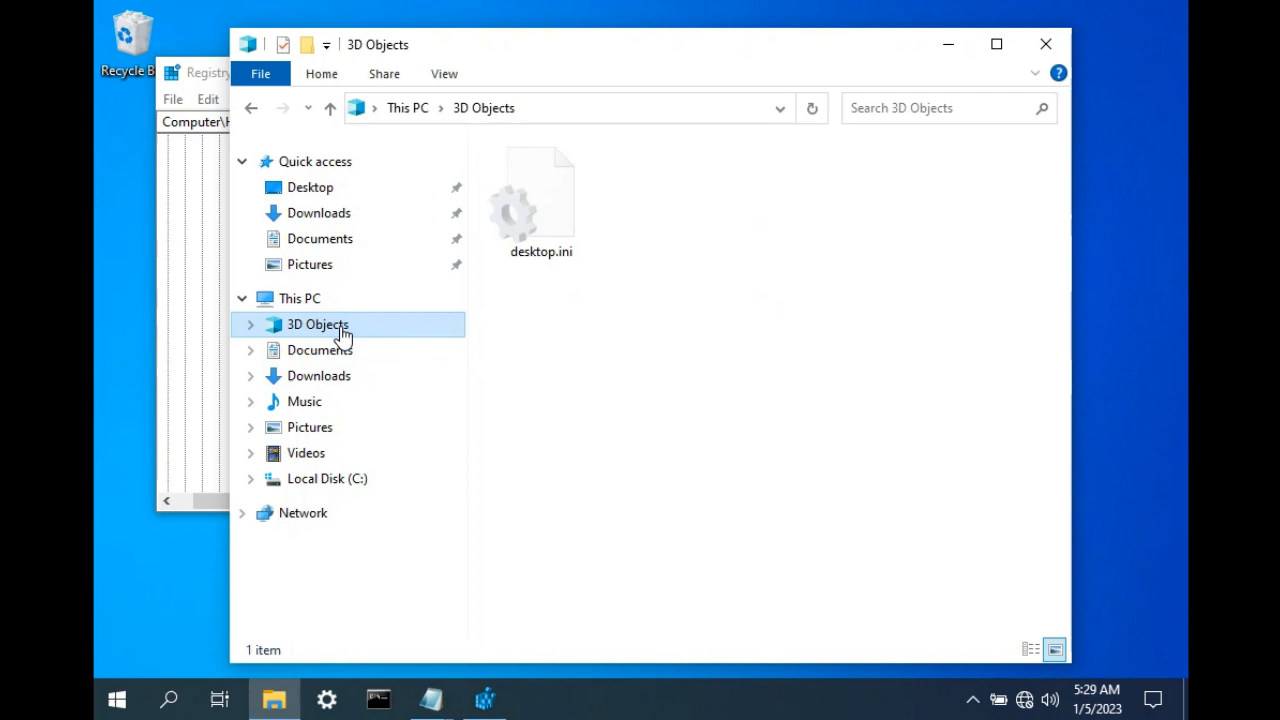 Recycle B
Registry
File Edit
Computer\H
3D Objects
File Home Share View
This PC 3D Objects
Search 3D Objects
Quick access
Desktop
Downloads
Documents
Pictures
This PC
3D Objects
Documents
Downloads
Music
Pictures
Videos
Local Disk (C:)
Network
desktop.ini
1 item
5:29 AM
1/5/2023